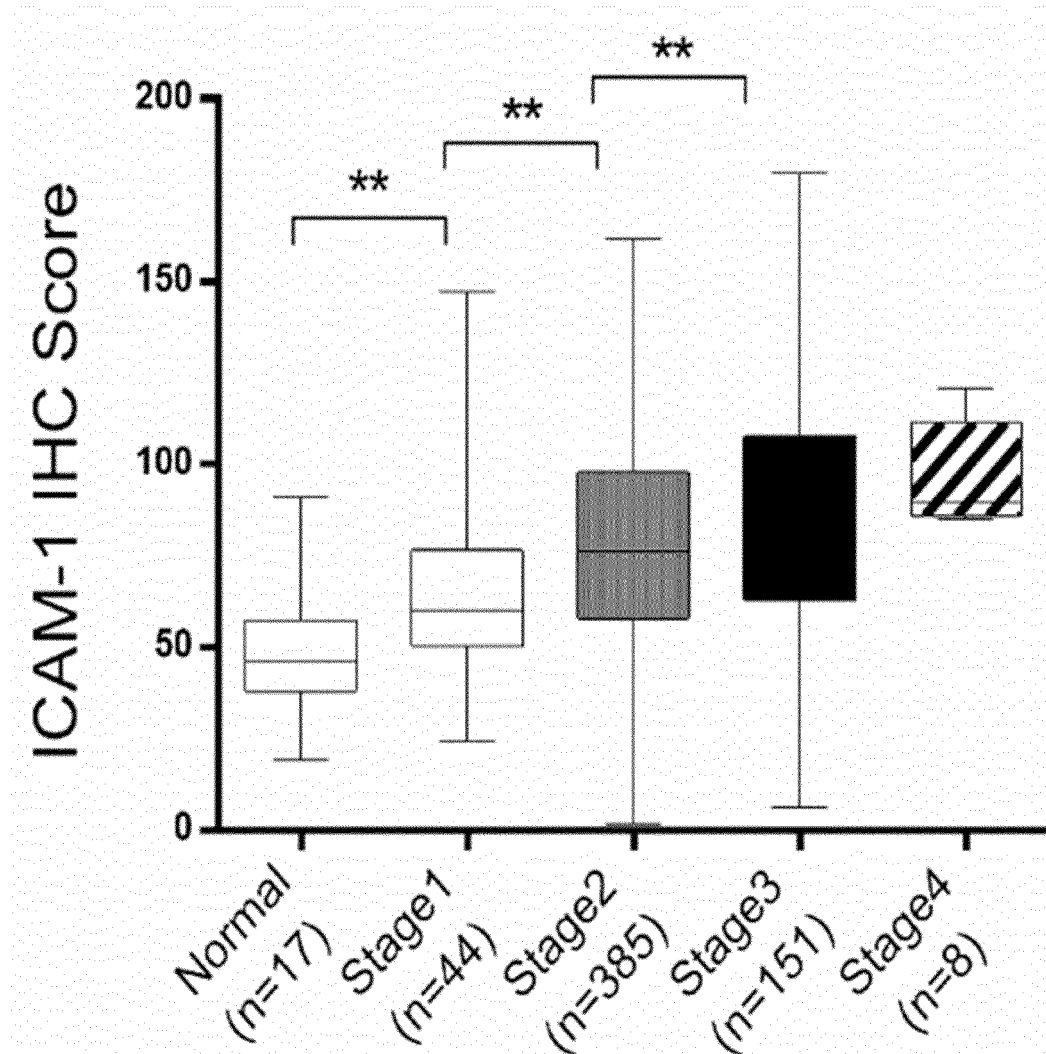 **
**
**
200
150
100
50
0
ICAM-1 IHC Score
Normal
(n=17)
Stage1
(n=44)
Stage2
(n=385)
Stage3
(n=151)
Stage4
(n=8)